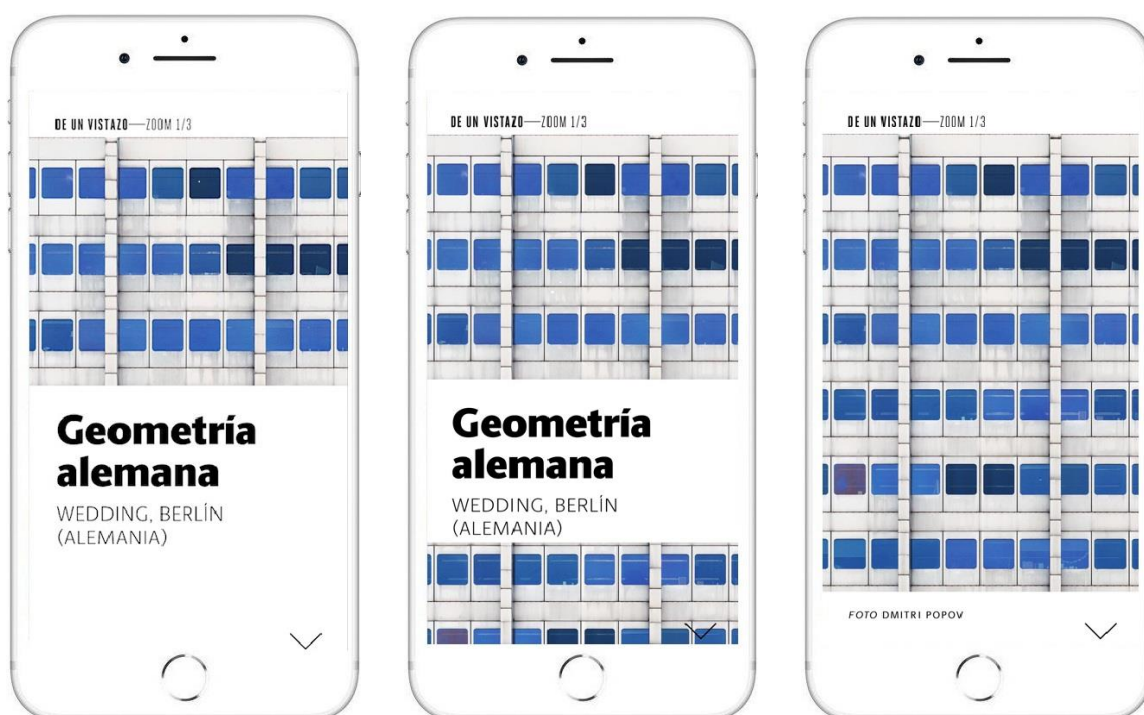 DE UN VISTAZO—ZOOM 1/3
Geometría
alemana
WEDDING, BERLÍN
(ALEMANIA)
DE UN VISTAZO—ZOOM 1/3
Geometría
alemana
WEDDING, BERLÍN
(ALEMANIA)
DE UN VISTAZO—ZOOM 1/3
FOTO DMITRI POPOV